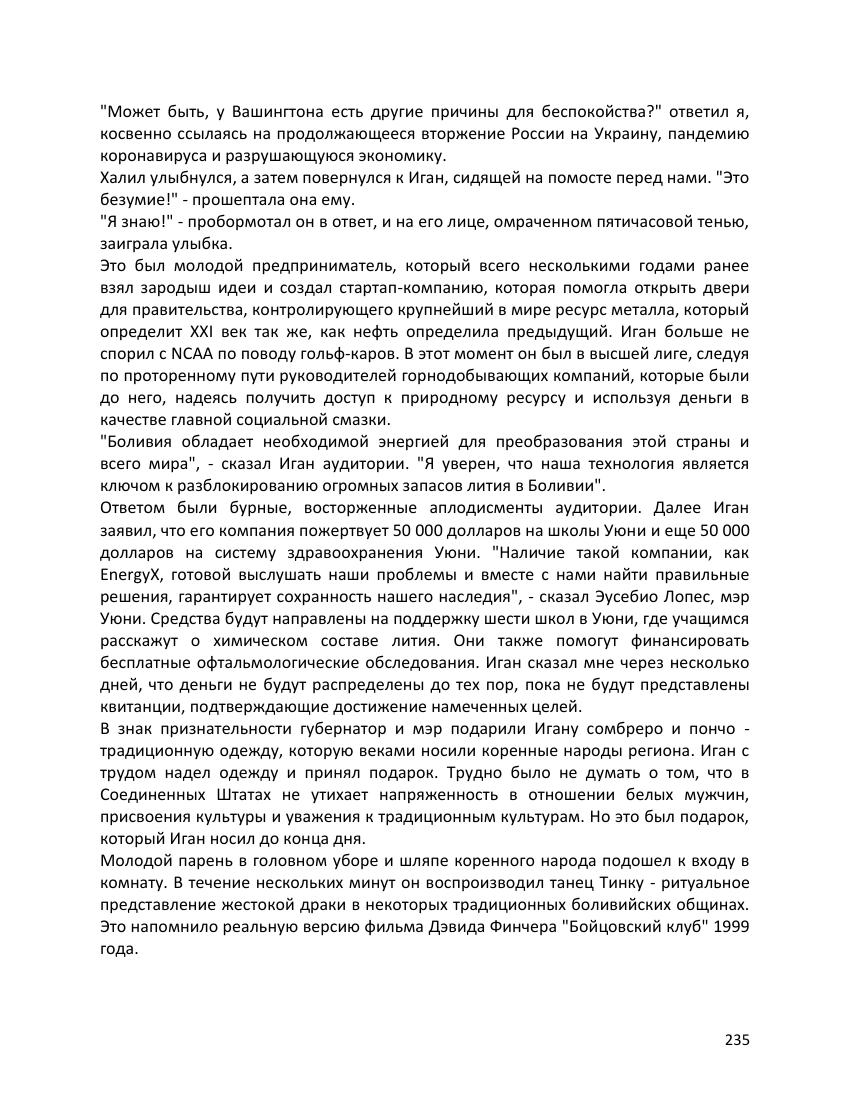 "Может быть, у Вашингтона есть другие причины для беспокойства?" ответил я,
косвенно ссылаясь на продолжающееся вторжение России на Украину, пандемию
коронавируса и разрушающуюся экономику.
Халил улыбнулся, а затем повернулся к Иган, сидящей на помосте перед нами. "Это
безумие!" - прошептала она ему.
"Я знаю!" - пробормотал он в ответ, и на его лице, омраченном пятичасовой тенью,
заиграла улыбка.
Это был молодой предприниматель, который всего несколькими годами ранее
взял зародыш идеи и создал стартап-компанию, которая помогла открыть двери
для правительства, контролирующего крупнейший в мире ресурс металла, который
определит XXI век так же, как нефть определила предыдущий. Иган больше не
спорил с NCAA по поводу гольф-каров. В этот момент он был в высшей лиге, следуя
по проторенному пути руководителей горнодобывающих компаний, которые были
до него, надеясь получить доступ к природному ресурсу и используя деньги в
качестве главной социальной смазки.
"Боливия обладает необходимой энергией для преобразования этой страны и
всего мира", - сказал Иган аудитории. "Я уверен, что наша технология является
ключом к разблокированию огромных запасов лития в Боливии".
Ответом были бурные, восторженные аплодисменты аудитории. Далее Иган
заявил, что его компания пожертвует 50 000 долларов на школы Уюни и еще 50 000
долларов на систему здравоохранения Уюни. "Наличие такой компании, как
EnergyX, готовой выслушать наши проблемы и вместе с нами найти правильные
решения, гарантирует сохранность нашего наследия", - сказал Эусебио Лопес, мэр
Уюни. Средства будут направлены на поддержку шести школ в Уюни, где учащимся
расскажут о химическом составе лития. Они также помогут финансировать
бесплатные офтальмологические обследования. Иган сказал мне через несколько
дней, что деньги не будут распределены до тех пор, пока не будут представлены
квитанции, подтверждающие достижение намеченных целей.
В знак признательности губернатор и мэр подарили Игану сомбреро и пончо -
традиционную одежду, которую веками носили коренные народы региона. Иган с
трудом надел одежду и принял подарок. Трудно было не думать о том, что в
Соединенных Штатах не утихает напряженность в отношении белых мужчин,
присвоения культуры и уважения к традиционным культурам. Но это был подарок,
который Иган носил до конца дня.
Молодой парень в головном уборе и шляпе коренного народа подошел к входу в
комнату. В течение нескольких минут он воспроизводил танец Тинку - ритуальное
представление жестокой драки в некоторых традиционных боливийских общинах.
Это напомнило реальную версию фильма Дэвида Финчера "Бойцовский клуб" 1999
года.
235